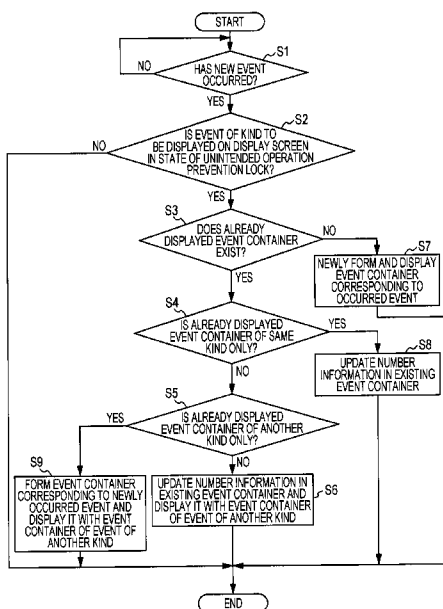 START
S1
NO
HAS NEW EVENT
OCCURRED?
YES
S2
NO
IS EVENT OF KIND TO
BE DISPLAYED ON DISPLAY SCREEN
IN STATE OF UNINTENDED OPERATION
PREVENTION LOCK?
YES
S3
DOES ALREADY
DISPLAYED EVENT CONTAINER
EXIST?
NO
S7
YES
NEWLY FORM AND DISPLAY
EVENT CONTAINER
CORRESPONDING TO
OCCURRED EVENT
S4
IS ALREADY DISPLAYED
EVENT CONTAINER OF SAME
KIND ONLY?
YES
S8
NO
UPDATE NUMBER
INFORMATION IN EXISTING
EVENT CONTAINER
S5
YES
IS ALREADY DISPLAYED
EVENT CONTAINER OF ANOTHER
KIND ONLY?
S9
NO
FORM EVENT CONTAINER
CORRESPONDING TO NEWLY
OCCURRED EVENT AND
DISPLAY IT WITH EVENT
CONTAINER OF EVENT OF
ANOTHER KIND
UPDATE NUMBER INFORMATION IN
EXISTING EVENT CONTAINER AND
DISPLAY IT WITH EVENT CONTAINER
OF EVENT OF ANOTHER KIND
S6
END